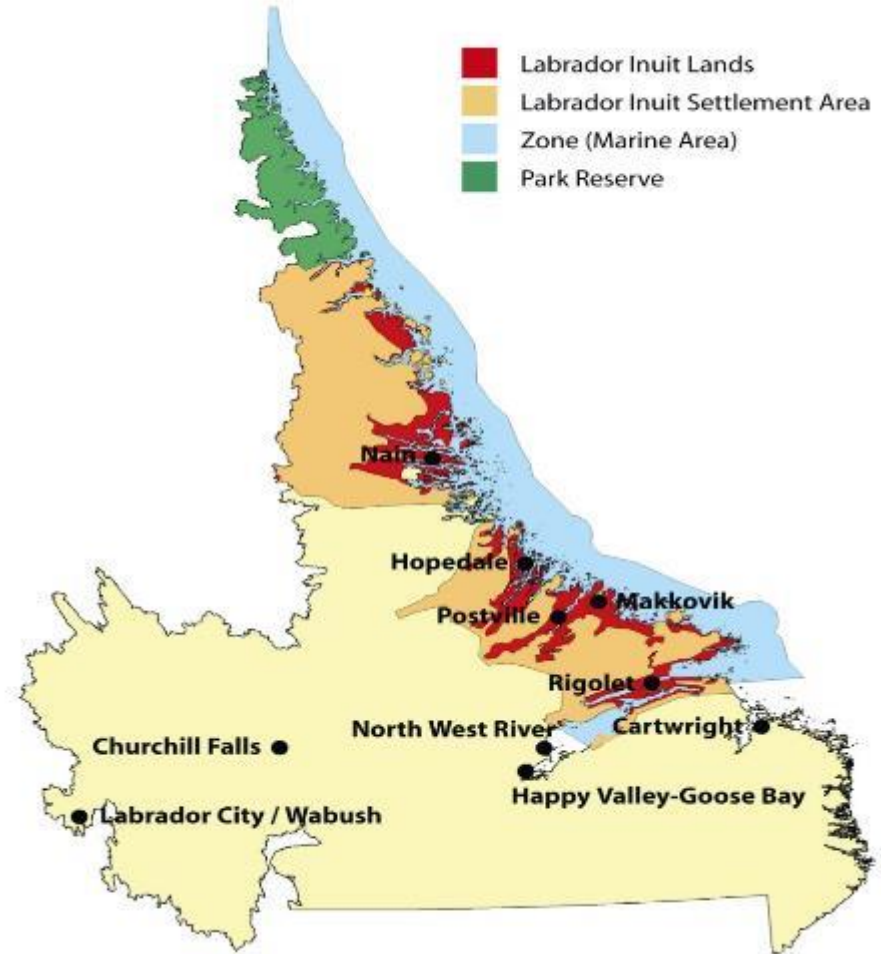 Labrador Inuit Lands
Labrador Inuit Settlement Area
Zone (Marine Area)
Park Reserve
Nain
Hopedale
Makkovik
Postville
Rigolet
Cartwright
North West River
Churchill Falls
Happy Valley-Goose Bay
Labrador City / Wabush